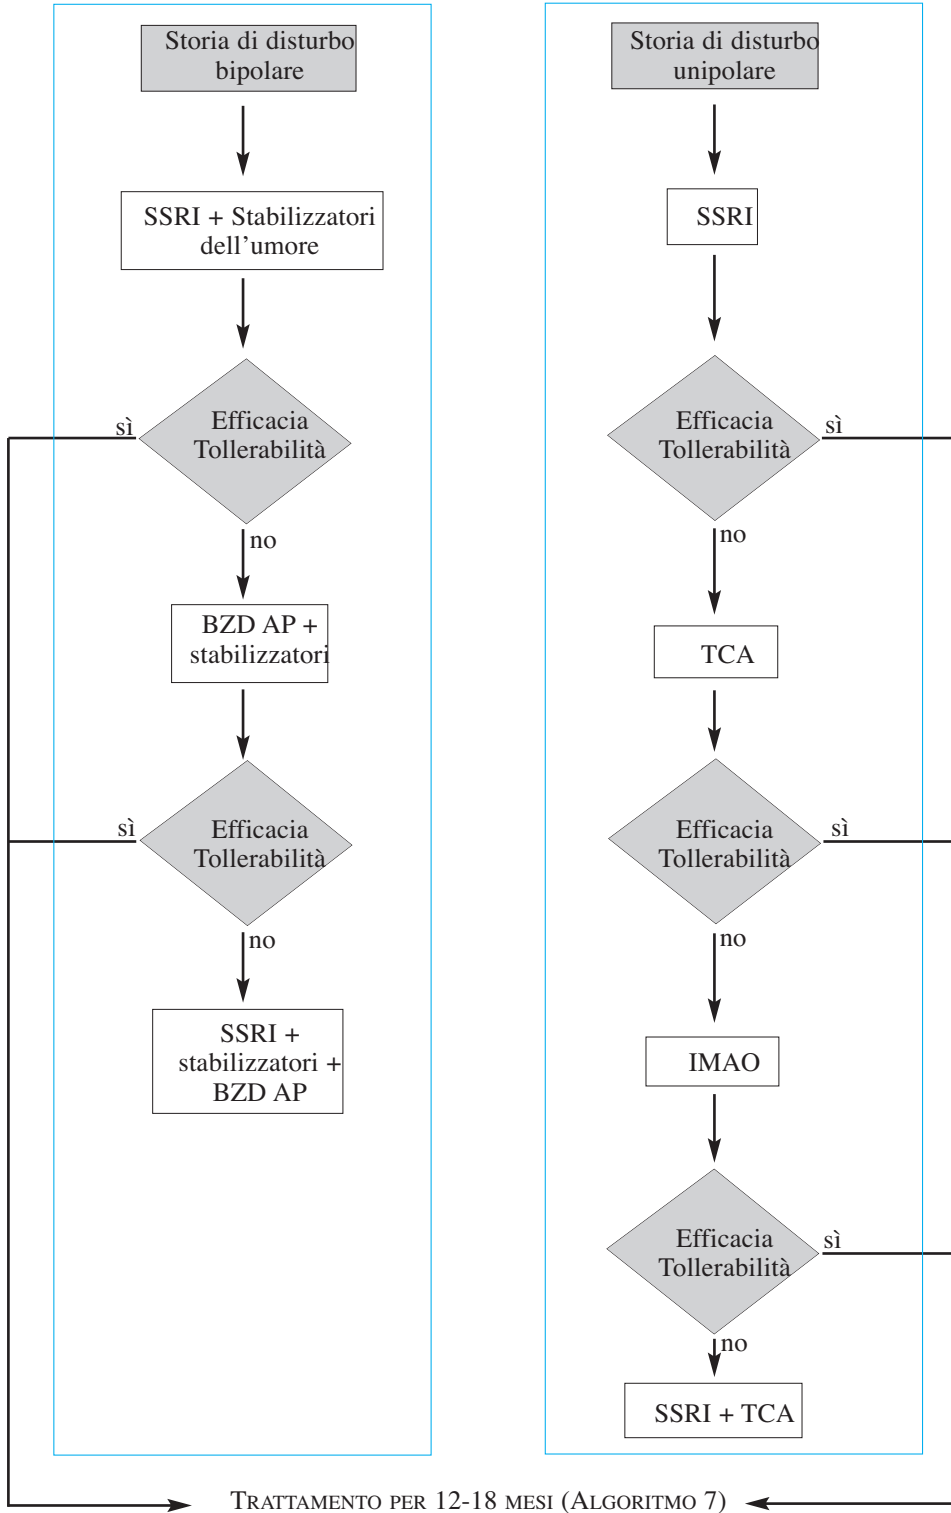 Storia di disturbo
bipolare
SSRI + Stabilizzatori
dell'umore
Efficacia
Tollerabilità
sì
no
BZD AP +
stabilizzatori
Efficacia
Tollerabilità
sì
no
SSRI +
stabilizzatori +
BZD AP
Storia di disturbo
unipolare
SSRI
Efficacia
Tollerabilità
sì
no
TCA
Efficacia
Tollerabilità
sì
no
IMAO
Efficacia
Tollerabilità
sì
no
SSRI + TCA
TRATTAMENTO PER 12-18 MESI (ALGORITMO 7)